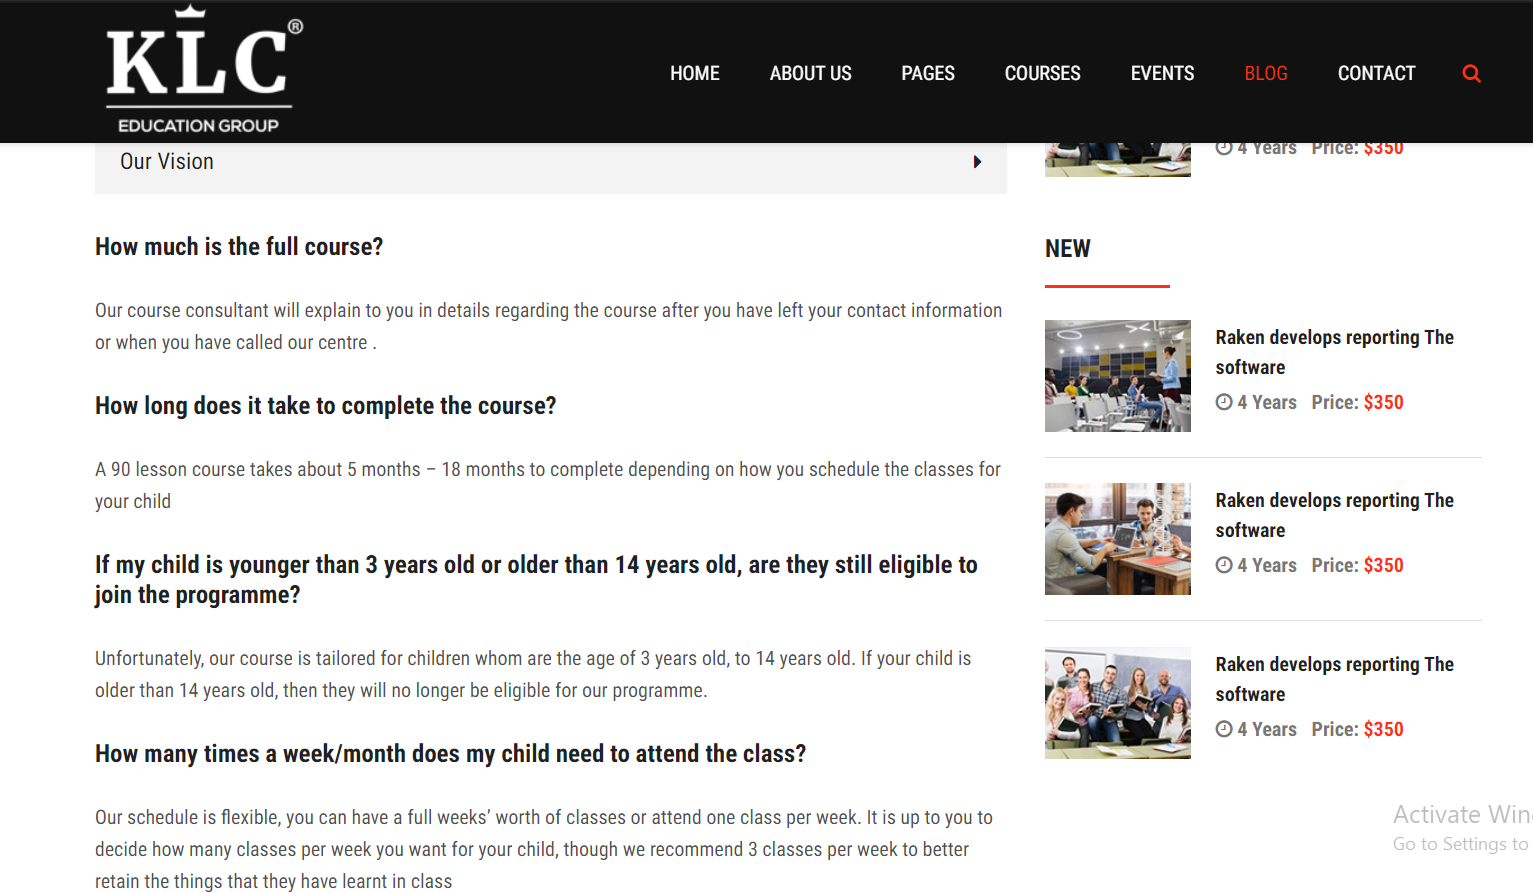 KLC®
EDUCATION GROUP
HOME ABOUT US PAGES COURSES EVENTS BLOG CONTACT
Our Vision
How much is the full course?
Our course consultant will explain to you in details regarding the course after you have left your contact information
or when you have called our centre .
How long does it take to complete the course?
A 90 lesson course takes about 5 months – 18 months to complete depending on how you schedule the classes for
your child
If my child is younger than 3 years old or older than 14 years old, are they still eligible to
join the programme?
Unfortunately, our course is tailored for children whom are the age of 3 years old, to 14 years old. If your child is
older than 14 years old, then they will no longer be eligible for our programme.
How many times a week/month does my child need to attend the class?
Our schedule is flexible, you can have a full weeks’ worth of classes or attend one class per week. It is up to you to
decide how many classes per week you want for your child, though we recommend 3 classes per week to better
retain the things that they have learnt in class
4 Years Price: $350
NEW
Raken develops reporting The
software
4 Years Price: $350
Raken develops reporting The
software
4 Years Price: $350
Raken develops reporting The
software
4 Years Price: $350
Activate Win
Go to Settings to